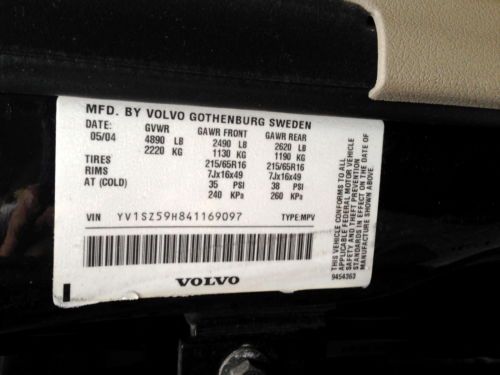 MFD. BY VOLVO GOTHENBURG SWEDEN
DATE: GVWR GAWR FRONT GAWR REAR
05/04 4890 LB 2490 LB 2620 LB
2220 KG 1130 KG 1190 KG
TIRES 215/65R16 215/65R16
RIMS 7Jx16x49 7Jx16x49
AT (COLD) 35 PSI 38 PSI
240 KPa 260 KPa
VIN YV1SZ59H841169097 TYPE: MPV
VOLVO
THIS VEHICLE CONFORMS TO ALL
APPLICABLE FEDERAL MOTOR VEHICLE
SAFETY AND THEFT PREVENTION
STANDARDS IN EFFECT ON THE DATE OF
MANUFACTURE SHOWN ABOVE.
9454363